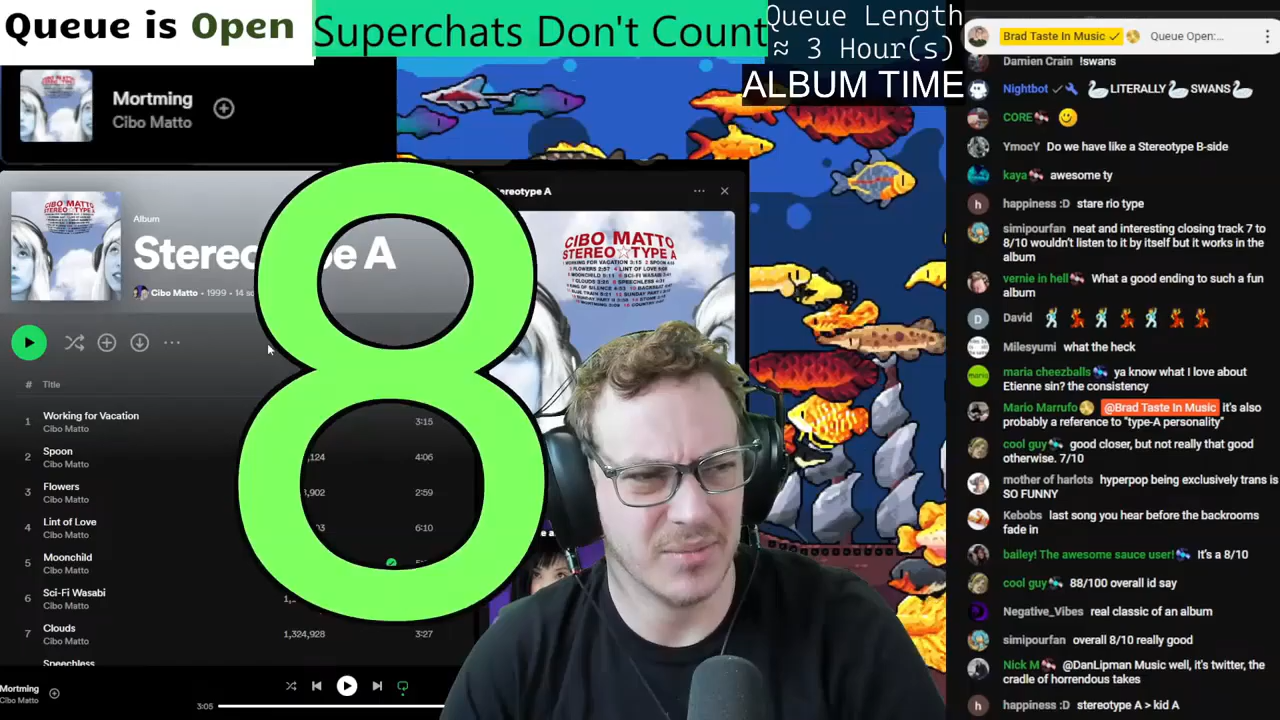 Queue is Open
Superchats Don't Count
Queue Length
≈ 3 Hour(s)
ALBUM TIME
Mortming
Cibo Matto
Album
Stereo
e A
Cibo Matto • 1999 • 14 so
8
# Title
1 Working for Vacation 3:15
Cibo Matto
2 Spoon ,124 4:06
Cibo Matto
3 Flowers ,902 2:59
Cibo Matto
4 Lint of Love 03 6:10
Cibo Matto
5 Moonchild
Cibo Matto
6 Sci-Fi Wasabi
Cibo Matto
7 Clouds 1,324,928 3:27
Cibo Matto
Speechless
Mortming
Cibo Matto
3:05
ereotype A
CIBO MATTO
STEREO☆TYPE A
CIBO MATTO
STEREO TYPE A
Brad Taste In Music Queue Open:...
Damien Crain !swans
Nightbot 🦢LITERALLY🦢SWANS🦢
CORE 🙂
YmocY Do we have like a Stereotype B-side
kaya awesome ty
happiness :D stare rio type
simipourfan neat and interesting closing track 7 to
8/10 wouldn't listen to it by itself but it works in the
album
vernie in hell what a good ending to such a fun
album
David 🕺💃🕺💃🕺💃💃
Milesyumi what the heck
maria cheezballs ya know what I love about
Etienne sin? the consistency
Mario Marrufo @Brad Taste In Music it's also
probably a reference to "type-A personality"
cool guy good closer, but not really that good
otherwise. 7/10
mother of harlots hyperpop being exclusively trans is
SO FUNNY
Kebobs last song you hear before the backrooms
fade in
bailey! The awesome sauce user! It's a 8/10
cool guy 88/100 overall id say
Negative_Vibes real classic of an album
simipourfan overall 8/10 really good
Nick M @DanLipman Music well, it's twitter, the
cradle of horrendous takes
happiness :D stereotype A > kid A